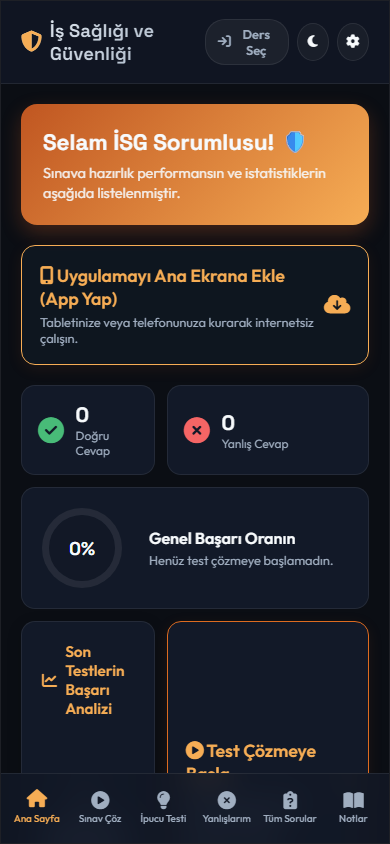 İş Sağlığı ve
Güvenliği
Ders
Seç
Selam İSG Sorumlusu!
Sınava hazırlık performansın ve istatistiklerin
aşağıda listelenmiştir.
Uygulamayı Ana Ekrana Ekle
(App Yap)
Tabletinize veya telefonunuza kurarak internetsiz
çalışın.
0
Doğru
Cevap
0
Yanlış Cevap
0%
Genel Başarı Oranın
Henüz test çözmeye başlamadın.
Son
Testlerin
Başarı
Analizi
Test Çözmeye
Başla
Ana Sayfa
Sınav Çöz
İpucu Testi
Yanlışlarım
Tüm Sorular
Notlar